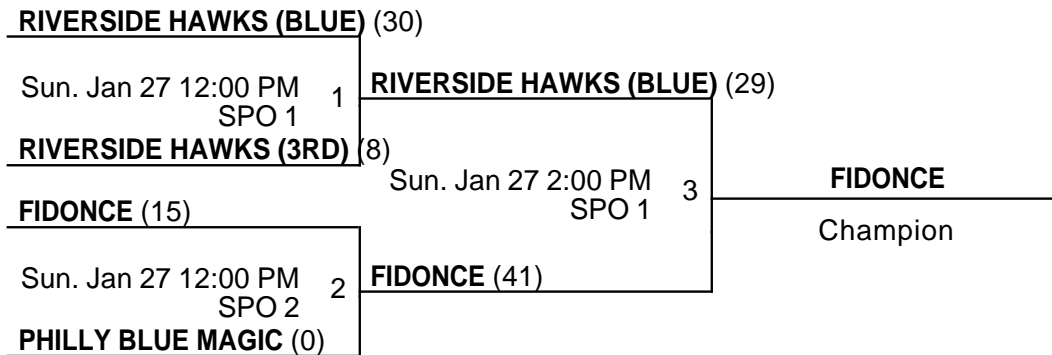 RIVERSIDE HAWKS (BLUE) (30)
Sun. Jan 27 12:00 PM
SPO 1
1
RIVERSIDE HAWKS (BLUE) (29)
RIVERSIDE HAWKS (3RD) (8)
Sun. Jan 27 2:00 PM
SPO 1
3
FIDONCE
Champion
FIDONCE (15)
Sun. Jan 27 12:00 PM
SPO 2
2
FIDONCE (41)
PHILLY BLUE MAGIC (0)